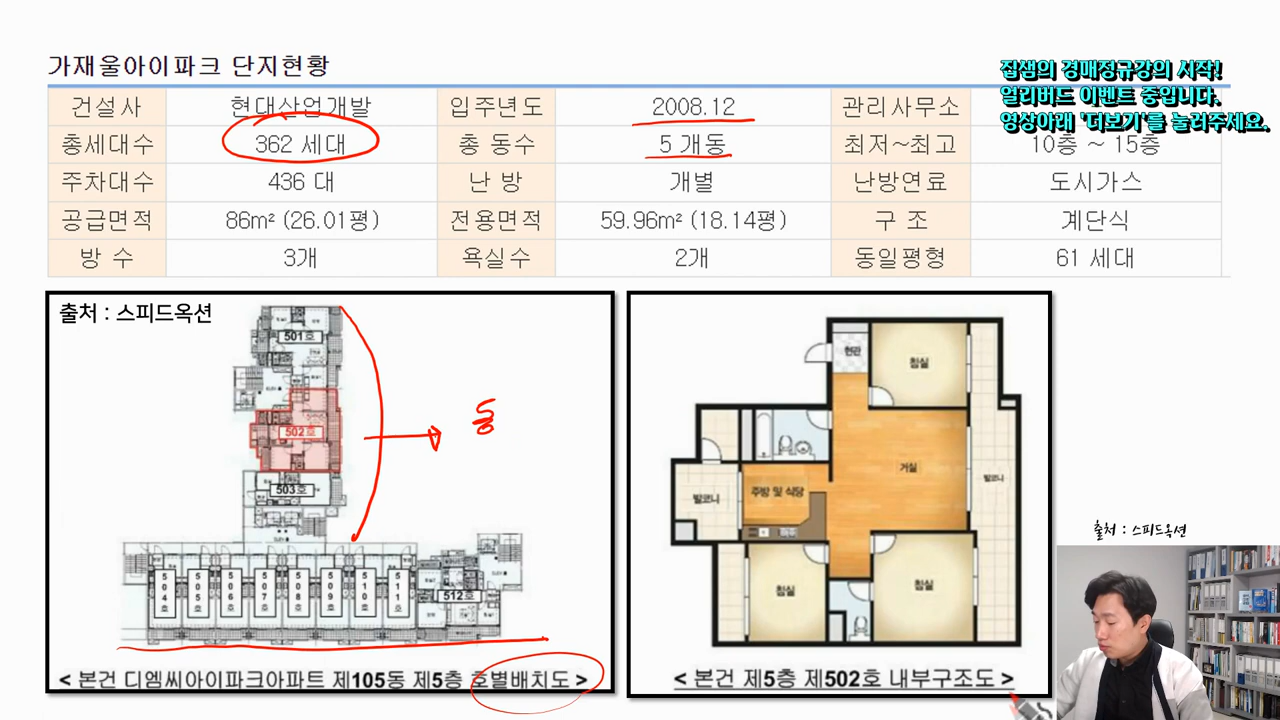 가재울아이파크 단지현황
집샘의 경매정규강의 시작!
얼리버드 이벤트 중입니다.
영상아래 '더보기'를 눌러주세요.
건설사 현대산업개발 입주년도 2008.12 관리사무소
총세대수 362 세대 총 동수 5 개동 최저~최고 10층 ~ 15층
주차대수 436 대 난 방 개별 난방연료 도시가스
공급면적 86m² (26.01평) 전용면적 59.96m² (18.14평) 구 조 계단식
방 수 3개 욕실수 2개 동일평형 61 세대
출처 : 스피드옥션
501호
502호
503호
504호 505호 506호 507호 508호 509호 510호 511호 512호
동
< 본건 디엠씨아이파크아파트 제105동 제5층 호별배치도 >
현관 침실
거실
주방 및 식당
발코니
발코니
침실
침실
< 본건 제5층 제502호 내부구조도 >
출처 : 스피드옥션